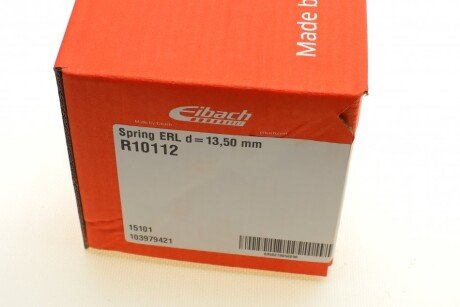 Made b
Eibach
Spring ERL d=13,50 mm
R10112
15101
103979421